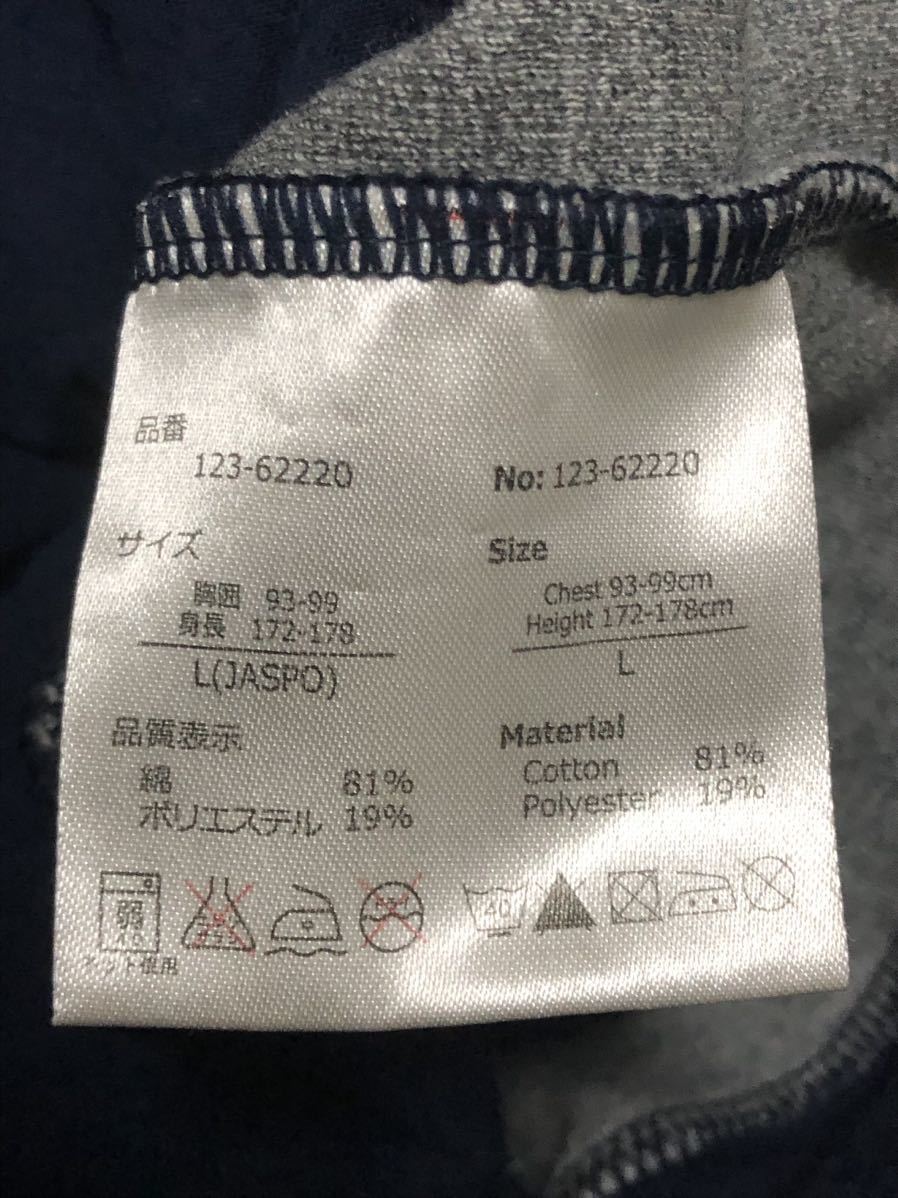 品番
123-62220
サイズ
胸囲 93-99
身長 172-178
L(JASPO)
品質表示
綿 81%
ポリエステル 19%
弱
40
ネット使用
No: 123-62220
Size
Chest 93-99cm
Height 172-178cm
L
Material
Cotton 81%
Polyester 19%
40